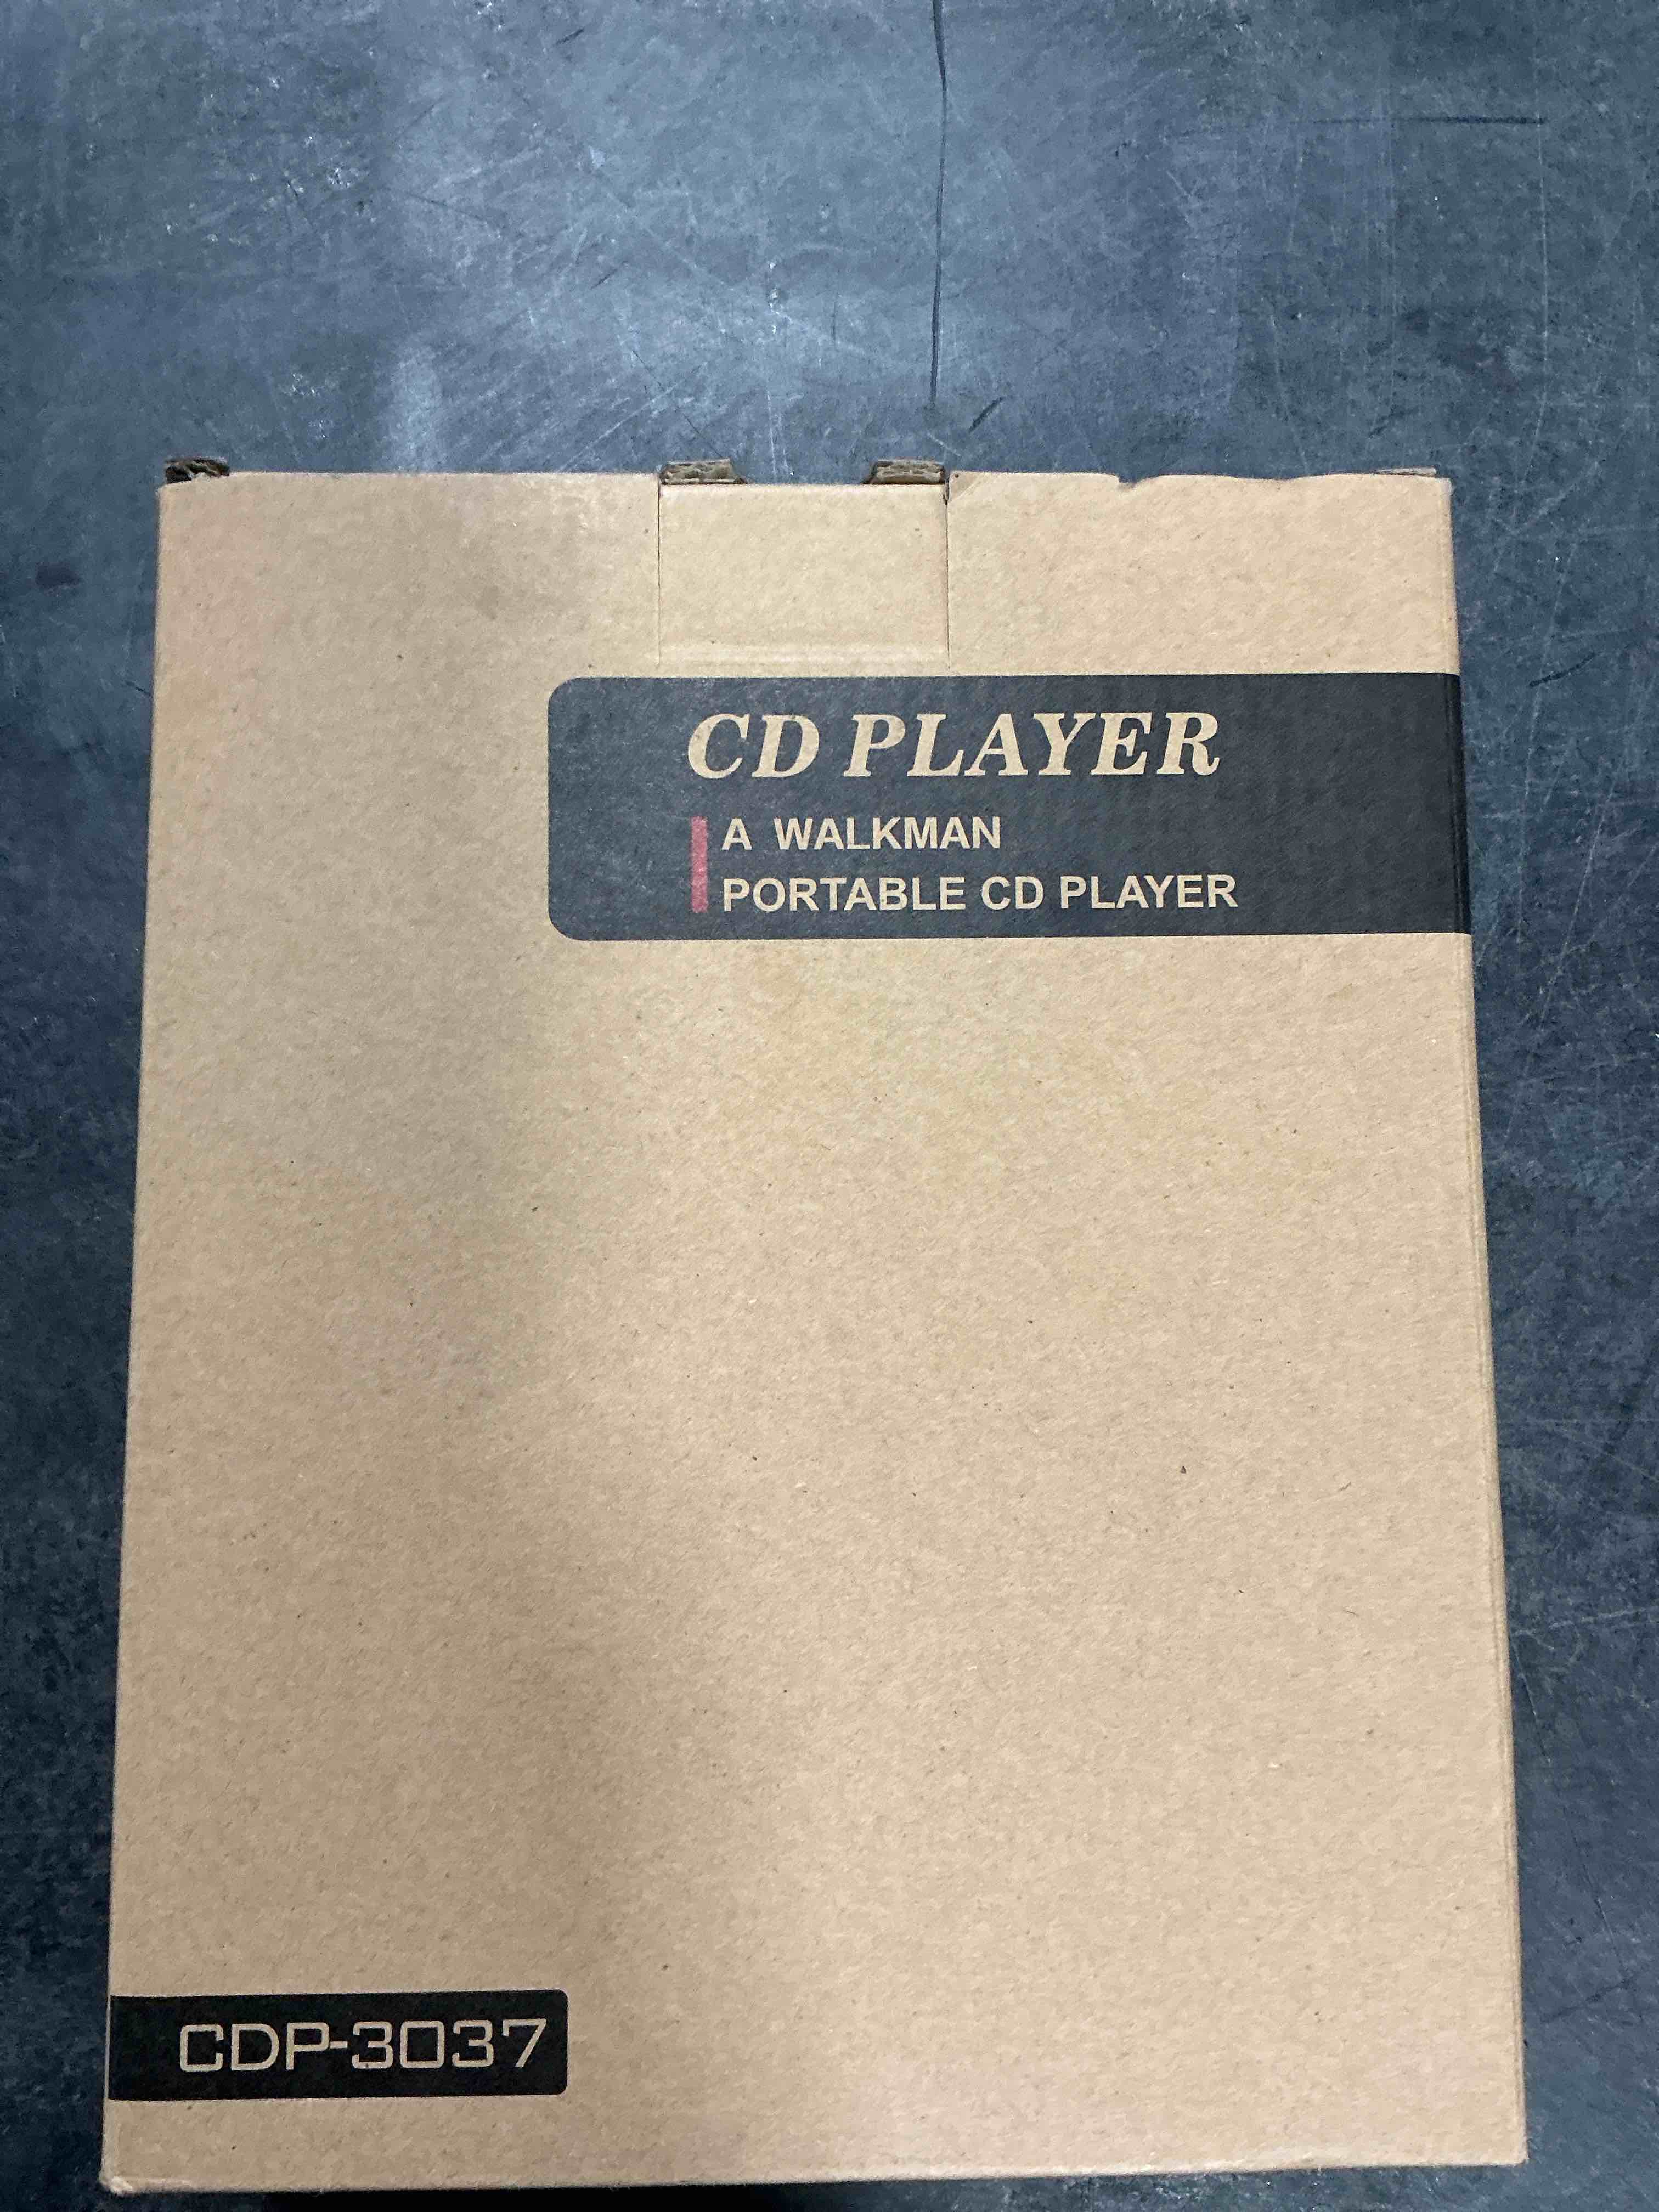 CD PLAYER
A WALKMAN
PORTABLE CD PLAYER
CDP-3037